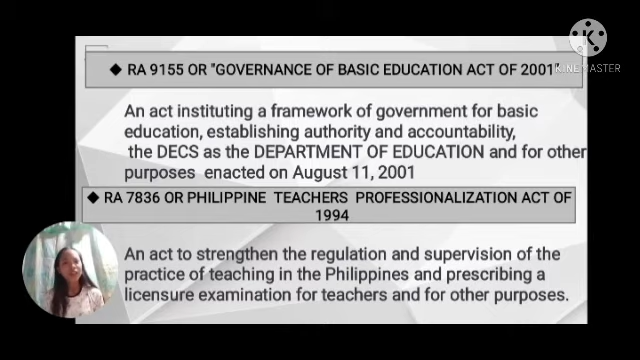 ◆ RA 9155 OR "GOVERNANCE OF BASIC EDUCATION ACT OF 2001"
K
KINEMASTER
An act instituting a framework of government for basic
education, establishing authority and accountability,
the DECS as the DEPARTMENT OF EDUCATION and for other
purposes enacted on August 11, 2001
◆ RA 7836 OR PHILIPPINE TEACHERS PROFESSIONALIZATION ACT OF
1994
An act to strengthen the regulation and supervision of the
practice of teaching in the Philippines and prescribing a
licensure examination for teachers and for other purposes.